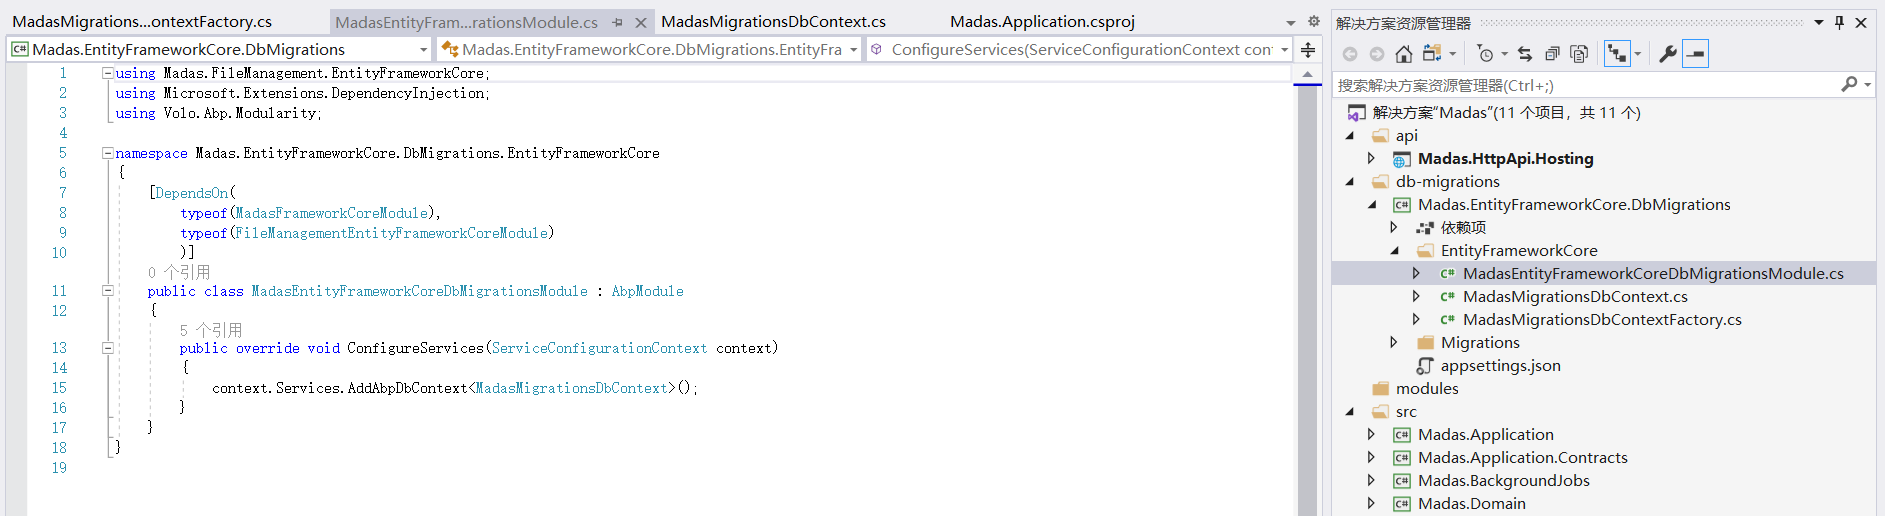 MadasMigrations...ontextFactory.cs
MadasEntityFram...rationsModule.cs
MadasMigrationsDbContext.cs
Madas.Application.csproj
Madas.EntityFrameworkCore.DbMigrations
Madas.EntityFrameworkCore.DbMigrations.EntityFra
ConfigureServices(ServiceConfigurationContext con
1 using Madas.FileManagement.EntityFrameworkCore;
2 using Microsoft.Extensions.DependencyInjection;
3 using Volo.Abp.Modularity;
4
5 namespace Madas.EntityFrameworkCore.DbMigrations.EntityFrameworkCore
6 {
7 [DependsOn(
8 typeof(MadasFrameworkCoreModule),
9 typeof(FileManagementEntityFrameworkCoreModule)
10 )]
0 个引用
11 public class MadasEntityFrameworkCoreDbMigrationsModule : AbpModule
12 {
5 个引用
13 public override void ConfigureServices(ServiceConfigurationContext context)
14 {
15 context.Services.AddAbpDbContext<MadasMigrationsDbContext>();
16 }
17 }
18 }
19
解决方案资源管理器
搜索解决方案资源管理器(Ctrl+;)
解决方案"Madas"(11 个项目，共 11 个)
api
Madas.HttpApi.Hosting
db-migrations
C# Madas.EntityFrameworkCore.DbMigrations
依赖项
EntityFrameworkCore
C# MadasEntityFrameworkCoreDbMigrationsModule.cs
C# MadasMigrationsDbContext.cs
C# MadasMigrationsDbContextFactory.cs
Migrations
appsettings.json
modules
src
C# Madas.Application
C# Madas.Application.Contracts
C# Madas.BackgroundJobs
C# Madas.Domain